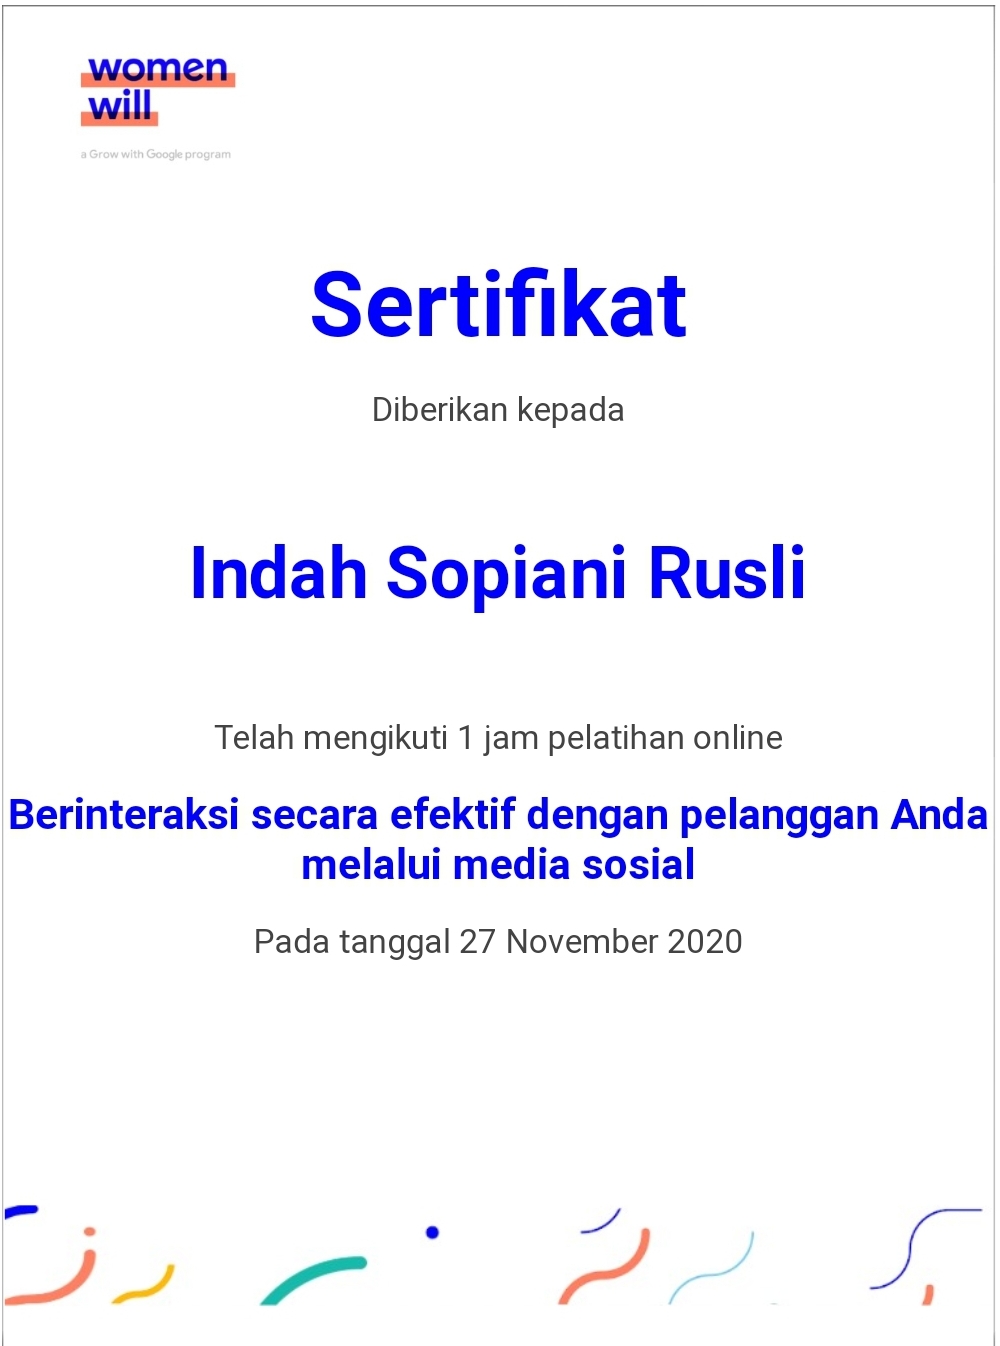 women
will
a Grow with Google program
Sertifikat
Diberikan kepada
Indah Sopiani Rusli
Telah mengikuti 1 jam pelatihan online
Berinteraksi secara efektif dengan pelanggan Anda
melalui media sosial
Pada tanggal 27 November 2020